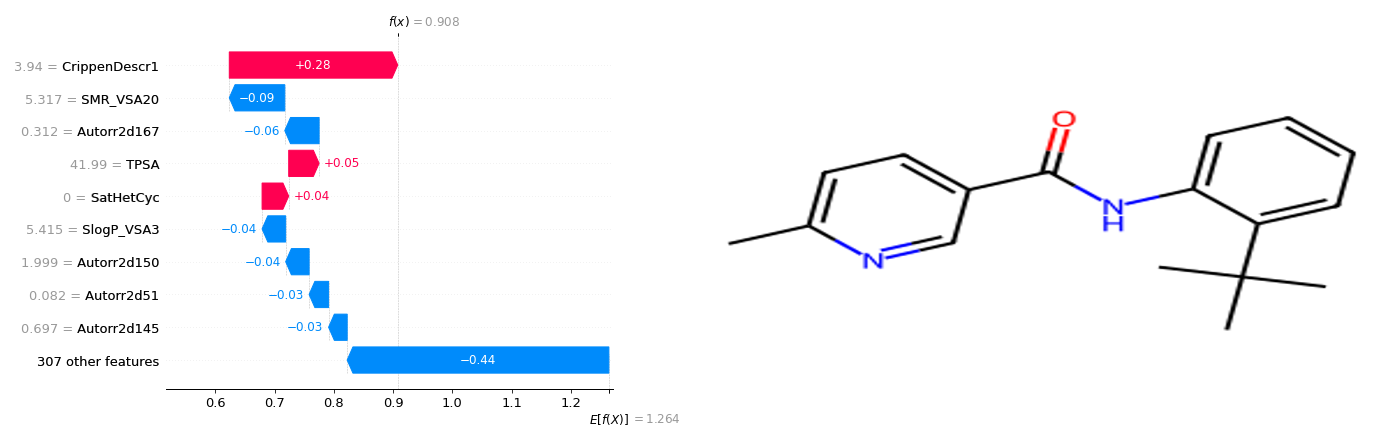 f(x) = 0.908
3.94 = CrippenDescr1
+0.28
5.317 = SMR_VSA20
−0.09
0.312 = Autorr2d167
−0.06
41.99 = TPSA
+0.05
0 = SatHetCyc
+0.04
5.415 = SlogP_VSA3
−0.04
1.999 = Autorr2d150
−0.04
0.082 = Autorr2d51
−0.03
0.697 = Autorr2d145
−0.03
307 other features
−0.44
0.6 0.7 0.8 0.9 1.0 1.1 1.2
E[f(X)] = 1.264
O
N
H
N